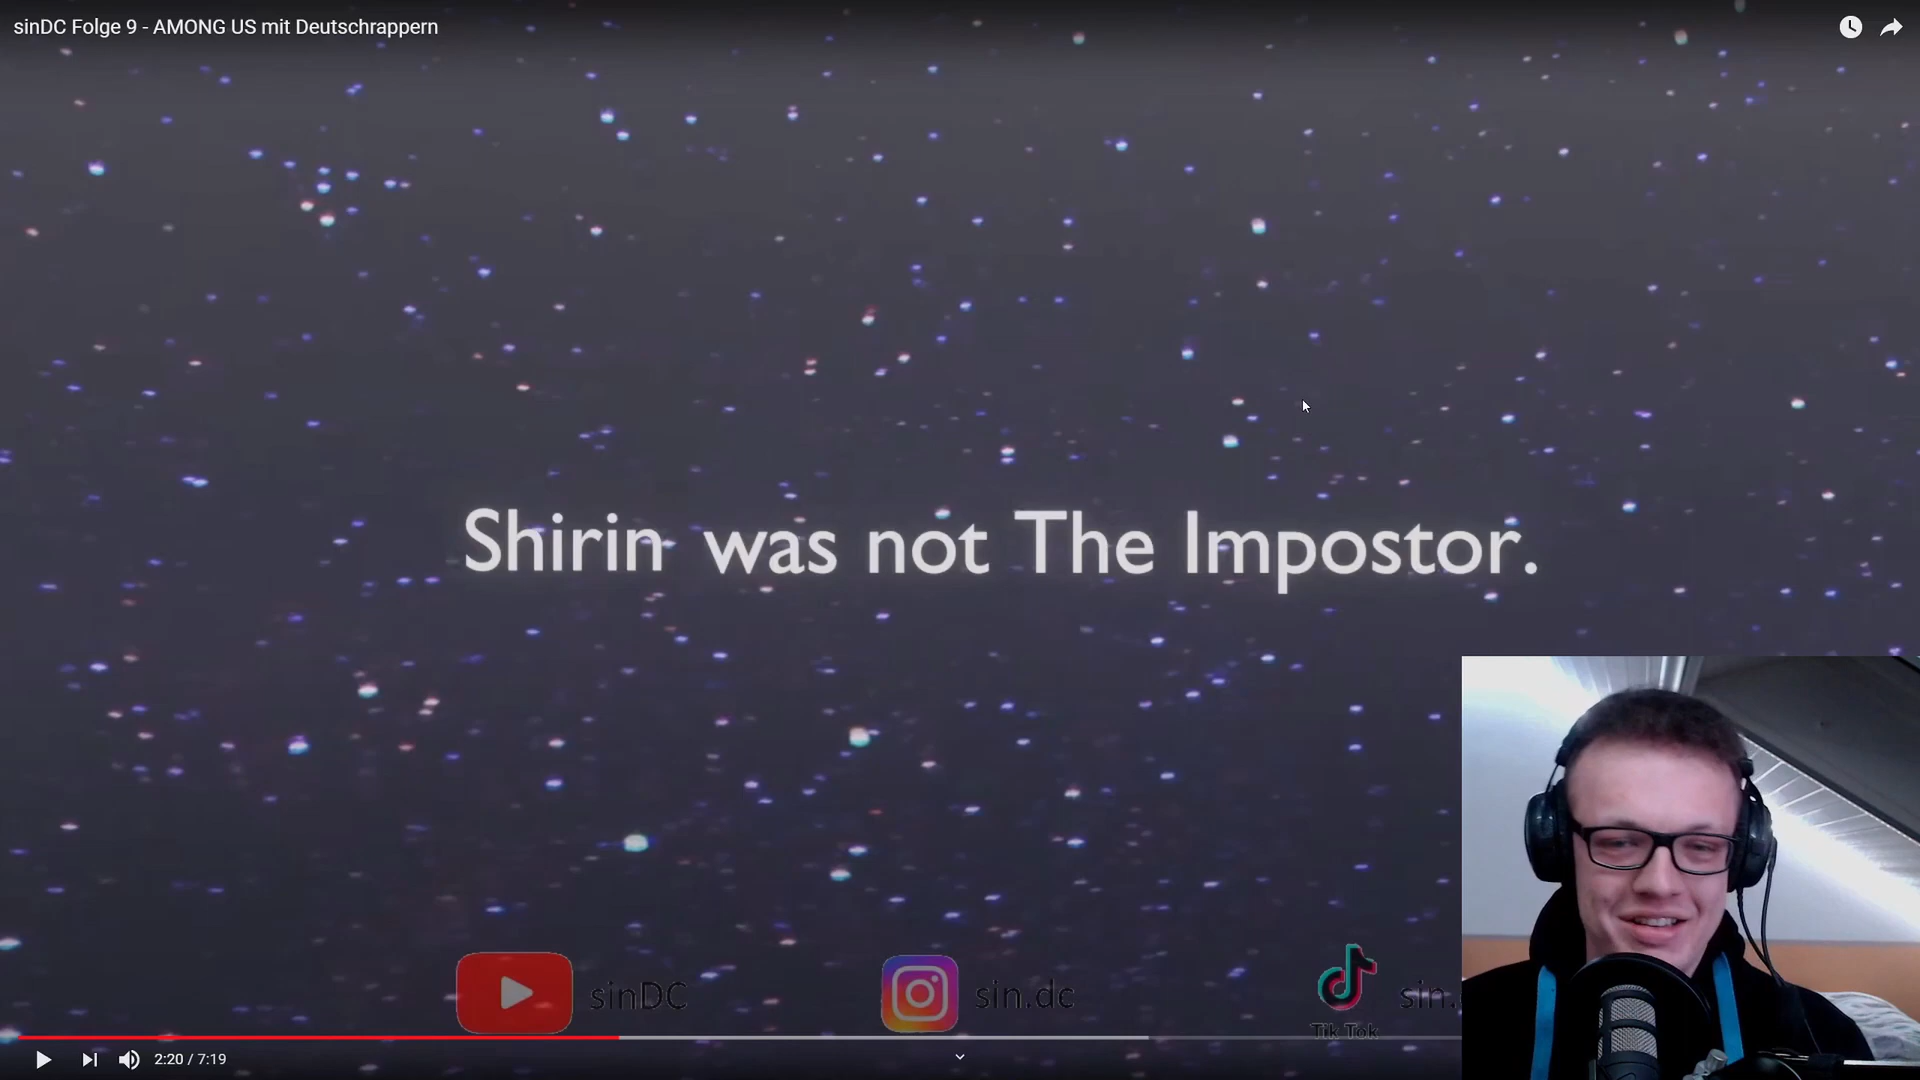 sinDC Folge 9 - AMONG US mit Deutschrappern
Shirin was not The Impostor.
sinDC
sin.dc
sin.
Tik Tok
2:20 / 7:19